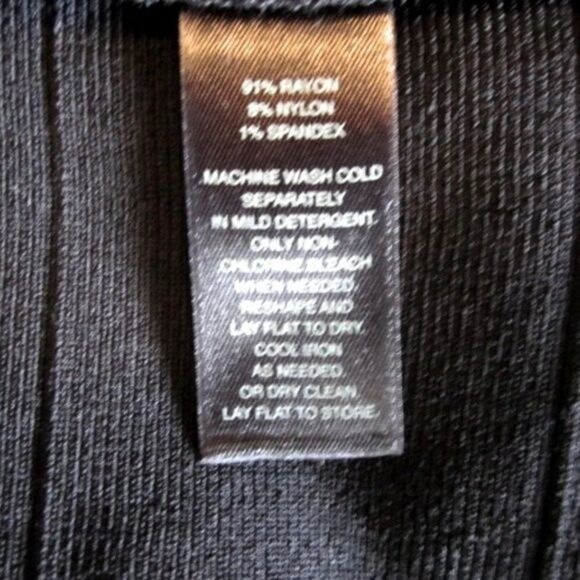 91% RAYON
8% NYLON
1% SPANDEX
MACHINE WASH COLD
SEPARATELY
IN MILD DETERGENT.
ONLY NON-
CHLORINE BLEACH
WHEN NEEDED.
RESHAPE AND
LAY FLAT TO DRY.
COOL IRON
AS NEEDED
OR DRY CLEAN.
LAY FLAT TO STORE.